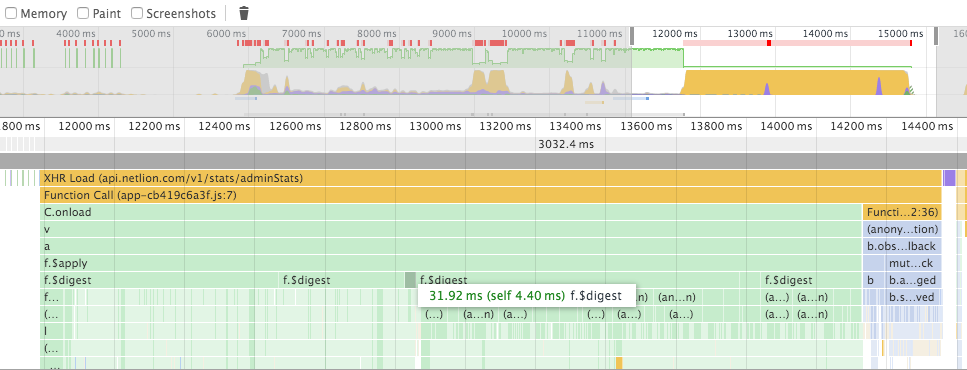 Memory Paint Screenshots
0 ms 4000 ms 5000 ms 6000 ms 7000 ms 8000 ms 9000 ms 10000 ms 11000 ms 12000 ms 13000 ms 14000 ms 15000 ms
800 ms 12000 ms 12200 ms 12400 ms 12600 ms 12800 ms 13000 ms 13200 ms 13400 ms 13600 ms 13800 ms 14000 ms 14200 ms 14400 ms
3032.4 ms
XHR Load (api.netlion.com/v1/stats/adminStats)
Function Call (app-cb419c6a3f.js:7)
C.onload Functi...2:36)
v (anony...tion)
a b.obs...llback
f.$apply mut...ck
f.$digest f.$digest f.$digest f.$digest b b.a...ged
f... 31.92 ms (self 4.40 ms) f.$digest n) (an...n) (a...) (a...n) b.s...ved
(... (...) (a...n) (a...) (...) (a...) (a...) (a...) (a...n)
l
(...
...